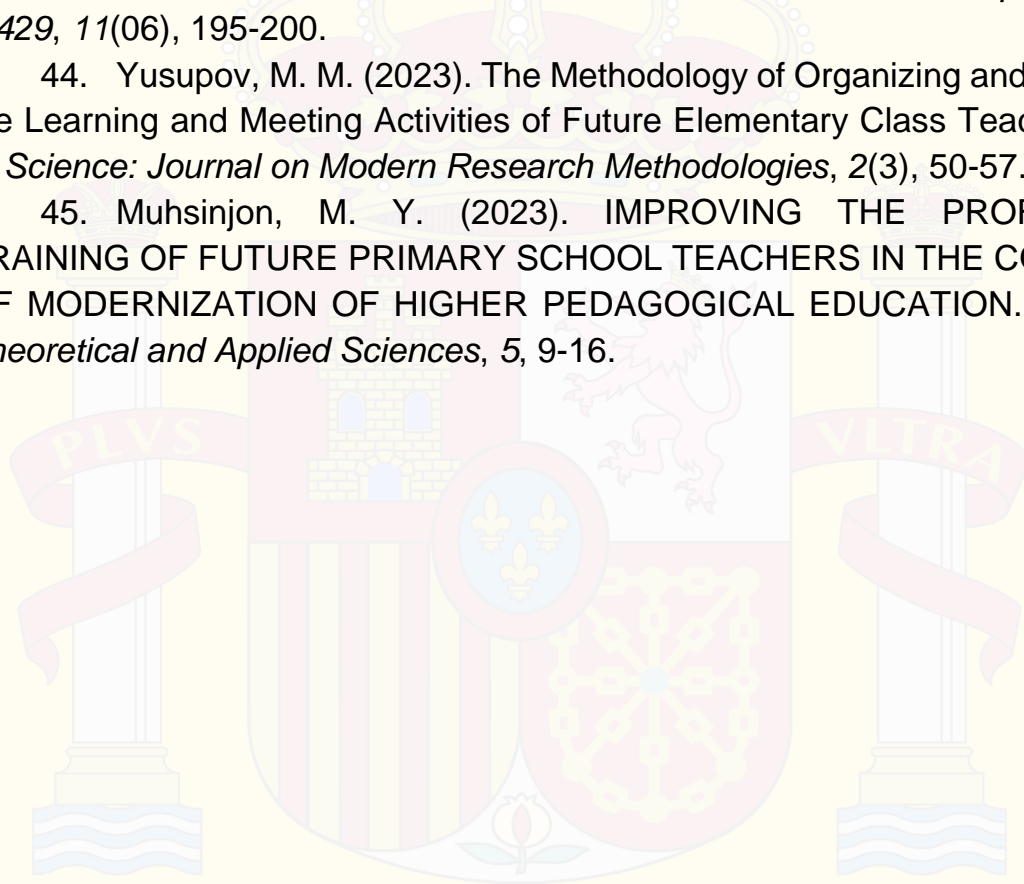 429, 11(06), 195-200.
44. Yusupov, M. M. (2023). The Methodology of Organizing and
e Learning and Meeting Activities of Future Elementary Class Teac
Science: Journal on Modern Research Methodologies, 2(3), 50-57.
45. Muhsinjon, M. Y. (2023). IMPROVING THE PROF
RAINING OF FUTURE PRIMARY SCHOOL TEACHERS IN THE CO
F MODERNIZATION OF HIGHER PEDAGOGICAL EDUCATION.
heoretical and Applied Sciences, 5, 9-16.
PLVS VLTRA